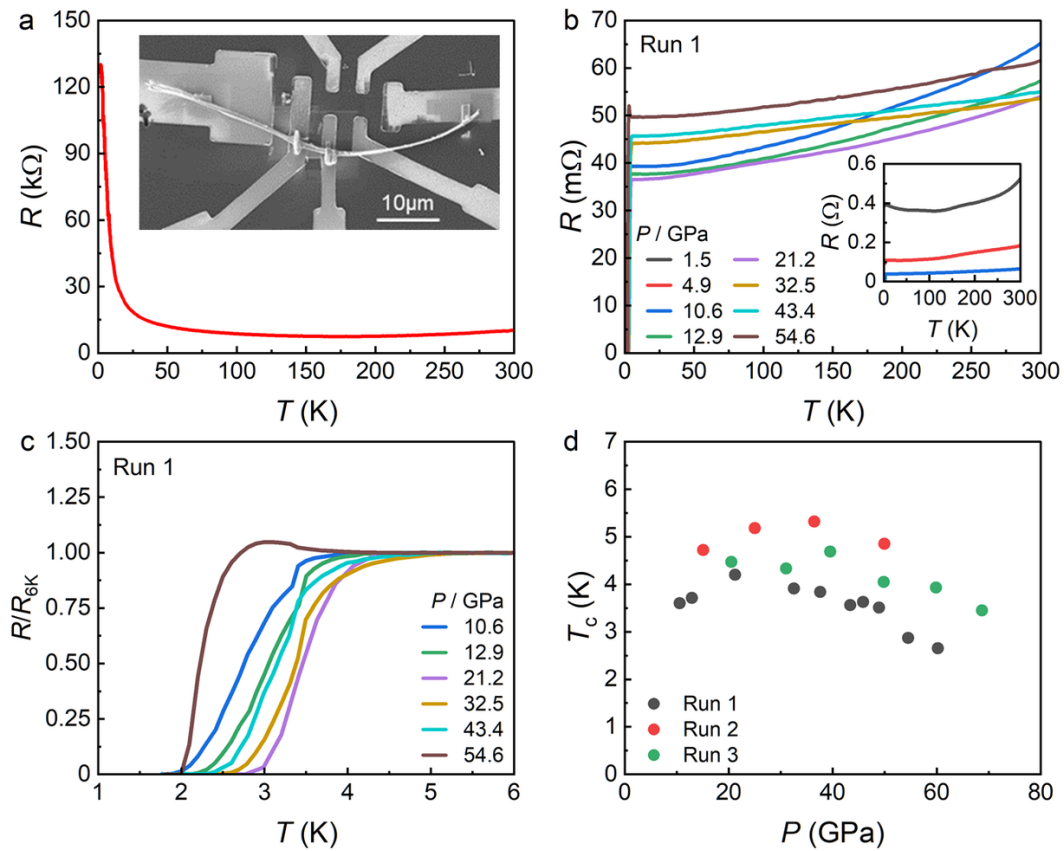 a
150
120
90
60
30
0
R (kΩ)
10μm
0 50 100 150 200 250 300
T (K)
b
Run 1
70
60
50
40
30
20
10
0
R (mΩ)
P / GPa
1.5 21.2
4.9 32.5
10.6 43.4
12.9 54.6
0.6
0.4
0.2
0
R (Ω)
0 100 200 300
T (K)
0 50 100 150 200 250 300
T (K)
c
Run 1
1.50
1.25
1.00
0.75
0.50
0.25
0
R/R6K
P / GPa
10.6
12.9
21.2
32.5
43.4
54.6
1 2 3 4 5 6
T (K)
d
7
6
5
4
3
2
1
0
Tc (K)
Run 1
Run 2
Run 3
0 20 40 60 80
P (GPa)